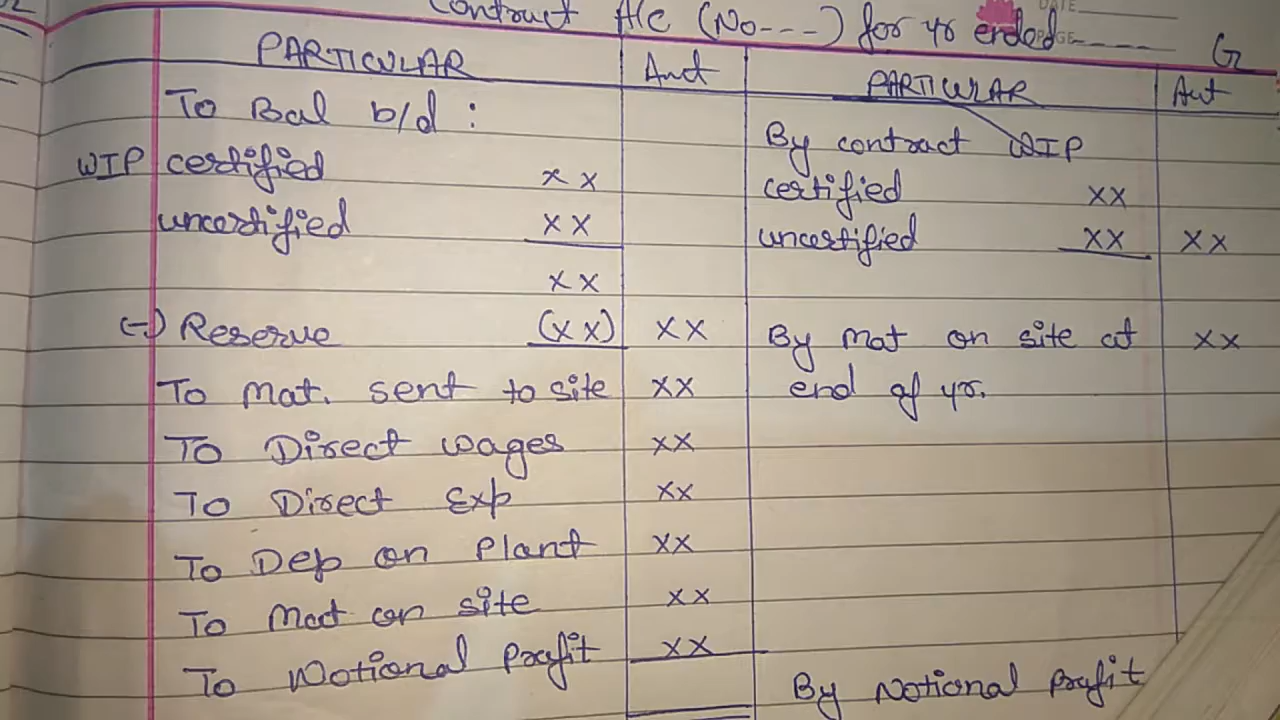 Contract A/c (No---) for yr ended-----
DATE
PAGE
PARTICULAR Amt PARTICULAR Amt
To Bal b/d :
By contract WIP
WIP certified xx certified xx
uncertified xx uncertified xx xx
xx
(-) Reserve (xx) xx By mat on site at xx
To Mat. sent to site xx end of yr.
To Direct wages xx
To Direct Exp xx
To Dep on Plant xx
To Mat on site xx
To Notional Profit xx
By Notional profit